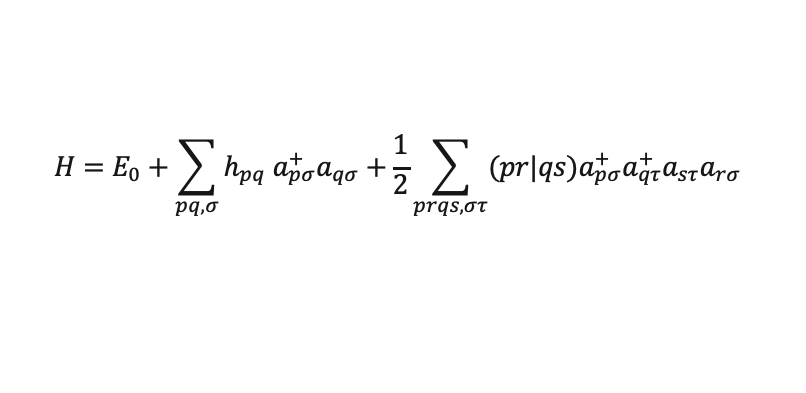 H = E₀ + ∑_{pq,σ} h_{pq} a⁺_{pσ}a_{qσ} + \frac{1}{2} ∑_{prqs,στ} (pr|qs)a⁺_{pσ}a⁺_{qτ}a_{sτ}a_{rσ}